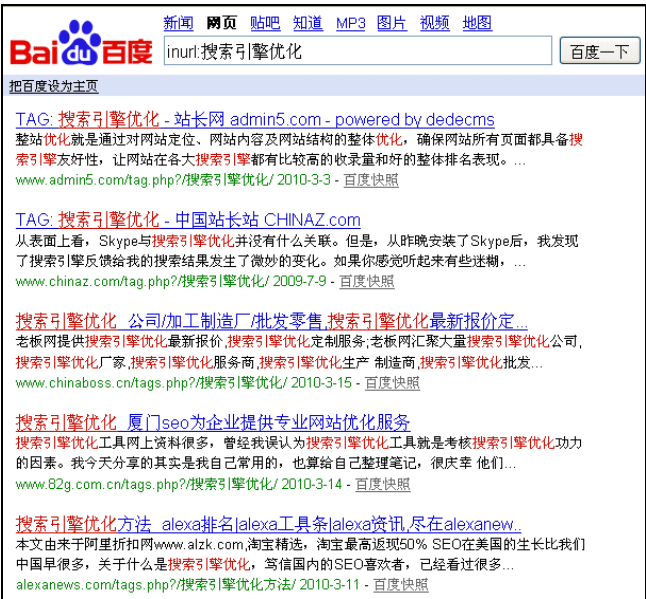 新闻 网页 贴吧 知道 MP3 图片 视频 地图
Bai du 百度 inurl:搜索引擎优化 百度一下
把百度设为主页
TAG: 搜索引擎优化 - 站长网 admin5.com - powered by dedecms
整站优化就是通过对网站定位、网站内容及网站结构的整体优化，确保网站所有页面都具备搜
索引擎友好性，让网站在各大搜索引擎都有比较高的收录量和好的整体排名表现。...
www.admin5.com/tag.php?/搜索引擎优化/ 2010-3-3 - 百度快照
TAG: 搜索引擎优化 - 中国站长站 CHINAZ.com
从表面上看，Skype与搜索引擎优化并没有什么关联。但是，从昨晚安装了Skype后，我发现
了搜索引擎反馈给我的搜索结果发生了微妙的变化。如果你感觉听起来有些迷糊，...
www.chinaz.com/tag.php?/搜索引擎优化/ 2009-7-9 - 百度快照
搜索引擎优化_公司/加工制造厂/批发零售,搜索引擎优化最新报价定...
老板网提供搜索引擎优化最新报价,搜索引擎优化定制服务;老板网汇聚大量搜索引擎优化公司,
搜索引擎优化厂家,搜索引擎优化服务商,搜索引擎优化生产 制造商,搜索引擎优化批发...
www.chinaboss.cn/tags.php?/搜索引擎优化/ 2010-3-15 - 百度快照
搜索引擎优化_厦门seo为企业提供专业网站优化服务
搜索引擎优化工具网上资料很多，曾经我误认为搜索引擎优化工具就是考核搜索引擎优化功力
的因素。我今天分享的其实是我自己常用的，也算给自己整理笔记，很庆幸 他们...
www.82g.com.cn/tags.php?/搜索引擎优化/ 2010-3-14 - 百度快照
搜索引擎优化方法_alexa排名|alexa工具条|alexa资讯,尽在alexanew..
本文由来于阿里折扣网www.alzk.com,淘宝精选，淘宝最高返现50% SEO在美国的生长比我们
中国早很多，关于什么是搜索引擎优化，笃信国内的SEO喜欢者，己经看过很多...
alexanews.com/tags.php?/搜索引擎优化方法/ 2010-3-11 - 百度快照